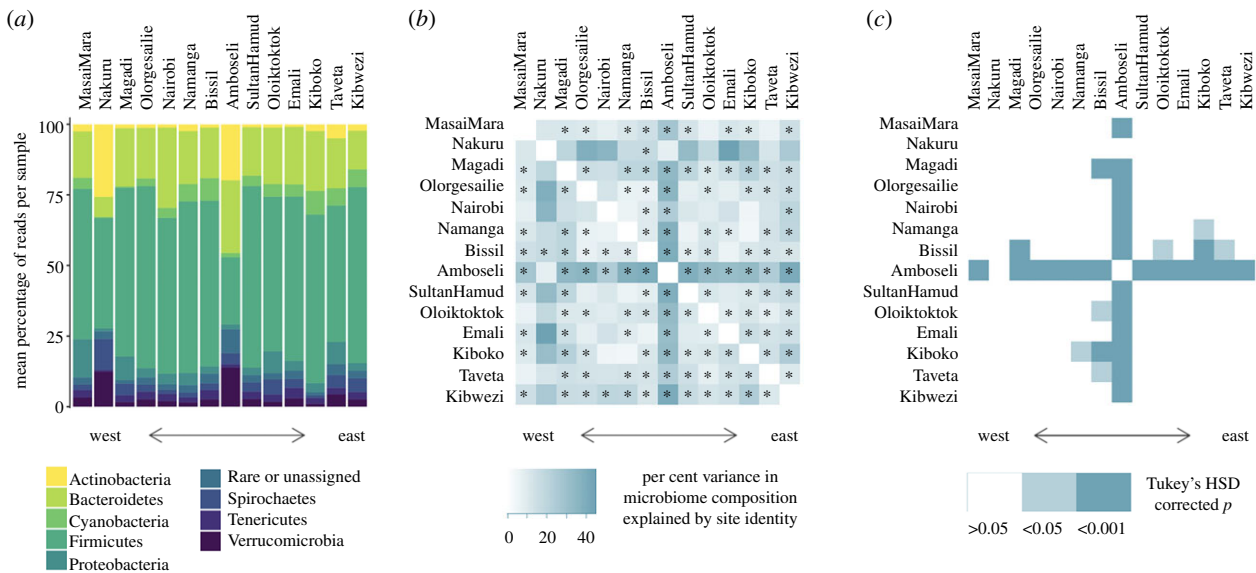 (a)
MasaiMara
Nakuru
Magadi
Olorgesailie
Nairobi
Namanga
Bissil
Amboseli
SultanHamud
Oloiktoktok
Emali
Kiboko
Taveta
Kibwezi
mean percentage of reads per sample
100
75
50
25
0
west
east
Actinobacteria
Bacteroidetes
Cyanobacteria
Firmicutes
Proteobacteria
Rare or unassigned
Spirochaetes
Tenericutes
Verrucomicrobia
(b)
MasaiMara
Nakuru
Magadi
Olorgesailie
Nairobi
Namanga
Bissil
Amboseli
SultanHamud
Oloiktoktok
Emali
Kiboko
Taveta
Kibwezi
MasaiMara
Nakuru
Magadi
Olorgesailie
Nairobi
Namanga
Bissil
Amboseli
SultanHamud
Oloiktoktok
Emali
Kiboko
Taveta
Kibwezi
west
east
0 20 40
per cent variance in
microbiome composition
explained by site identity
(c)
MasaiMara
Nakuru
Magadi
Olorgesailie
Nairobi
Namanga
Bissil
Amboseli
SultanHamud
Oloiktoktok
Emali
Kiboko
Taveta
Kibwezi
MasaiMara
Nakuru
Magadi
Olorgesailie
Nairobi
Namanga
Bissil
Amboseli
SultanHamud
Oloiktoktok
Emali
Kiboko
Taveta
Kibwezi
west
east
>0.05 <0.05 <0.001
Tukey’s HSD
corrected p